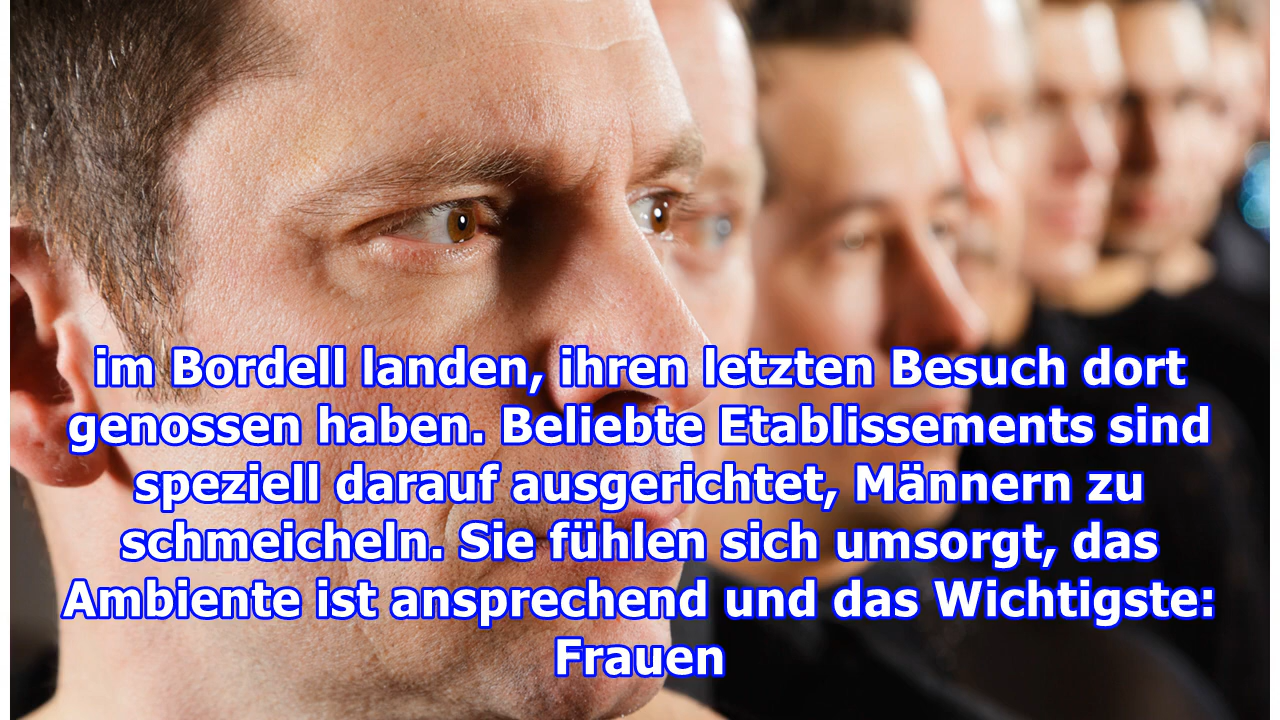 im Bordell landen, ihren letzten Besuch dort
genossen haben. Beliebte Etablissements sind
speziell darauf ausgerichtet, Männern zu
schmeicheln. Sie fühlen sich umsorgt, das
Ambiente ist ansprechend und das Wichtigste:
Frauen